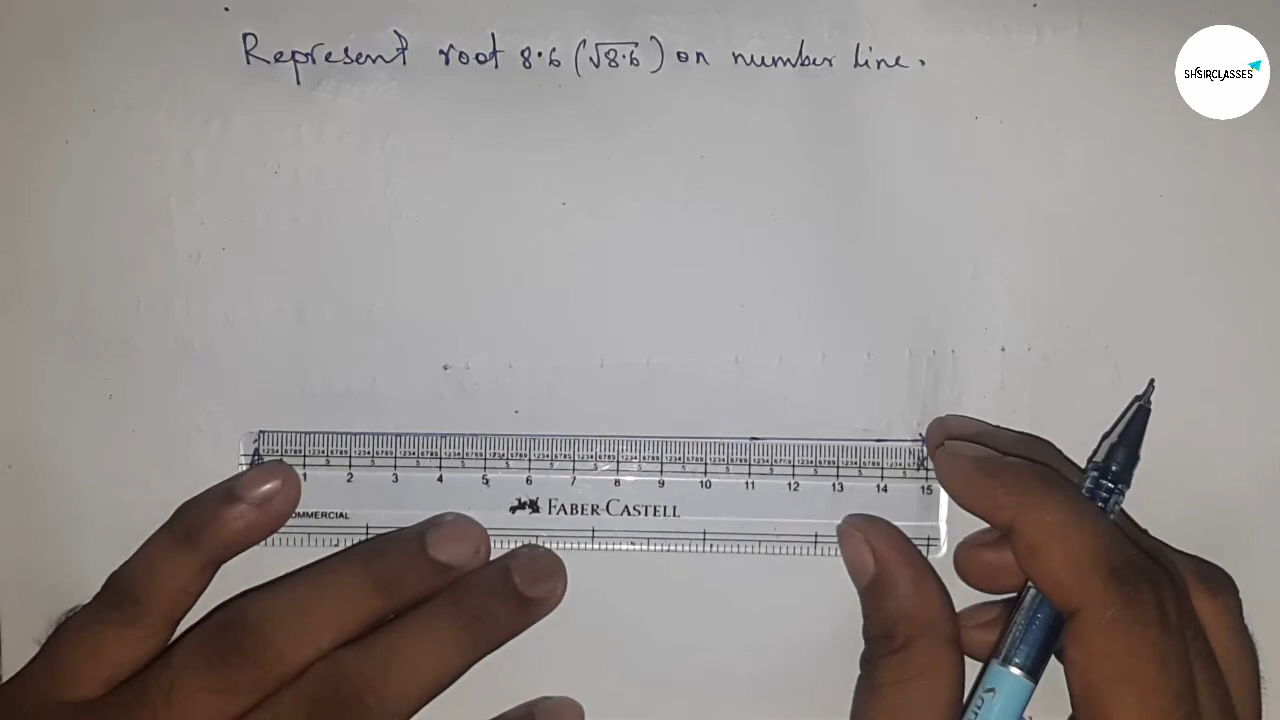 Represent root 8.6 (√8.6) on number line.
SHSIRCLASSES
A
1 2 3 4 5 6 7 8 9 10 11 12 13 14 15
FABER-CASTELL
OMMERCIAL